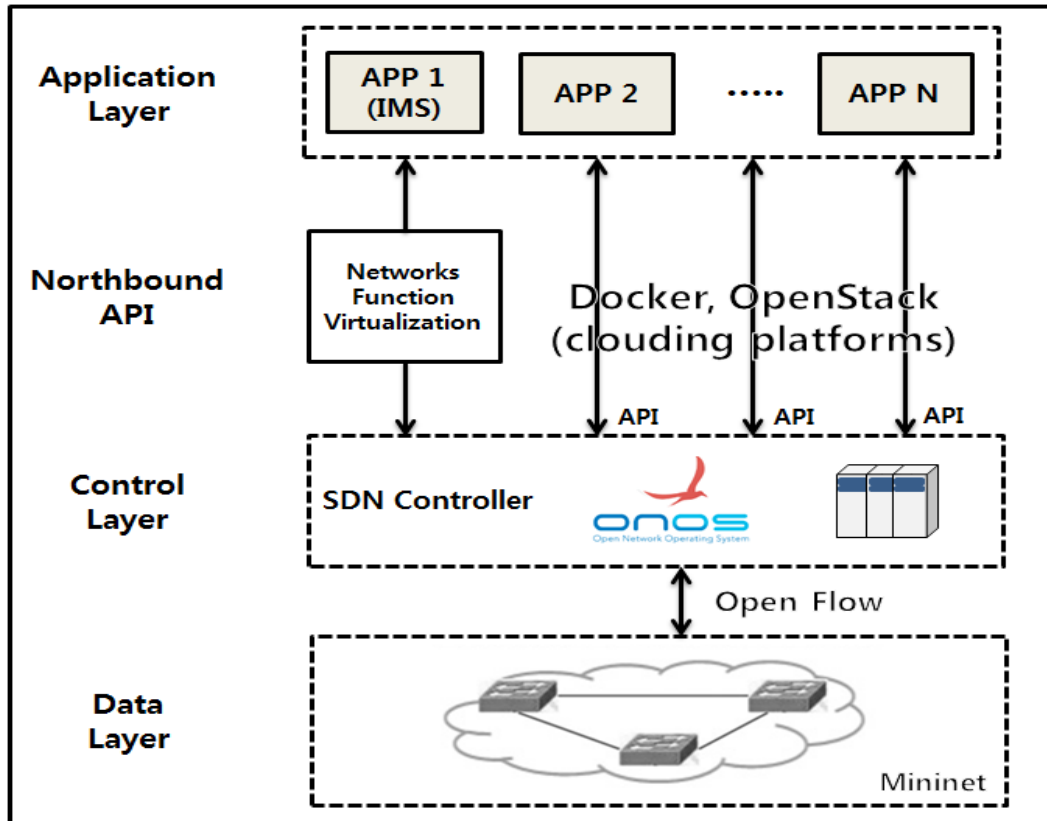 Application
Layer
APP 1
(IMS)
APP 2
.....
APP N
Northbound
API
Networks
Function
Virtualization
Docker, OpenStack
(clouding platforms)
API
API
API
Control
Layer
SDN Controller
onos
Open Network Operating System
Open Flow
Data
Layer
Mininet